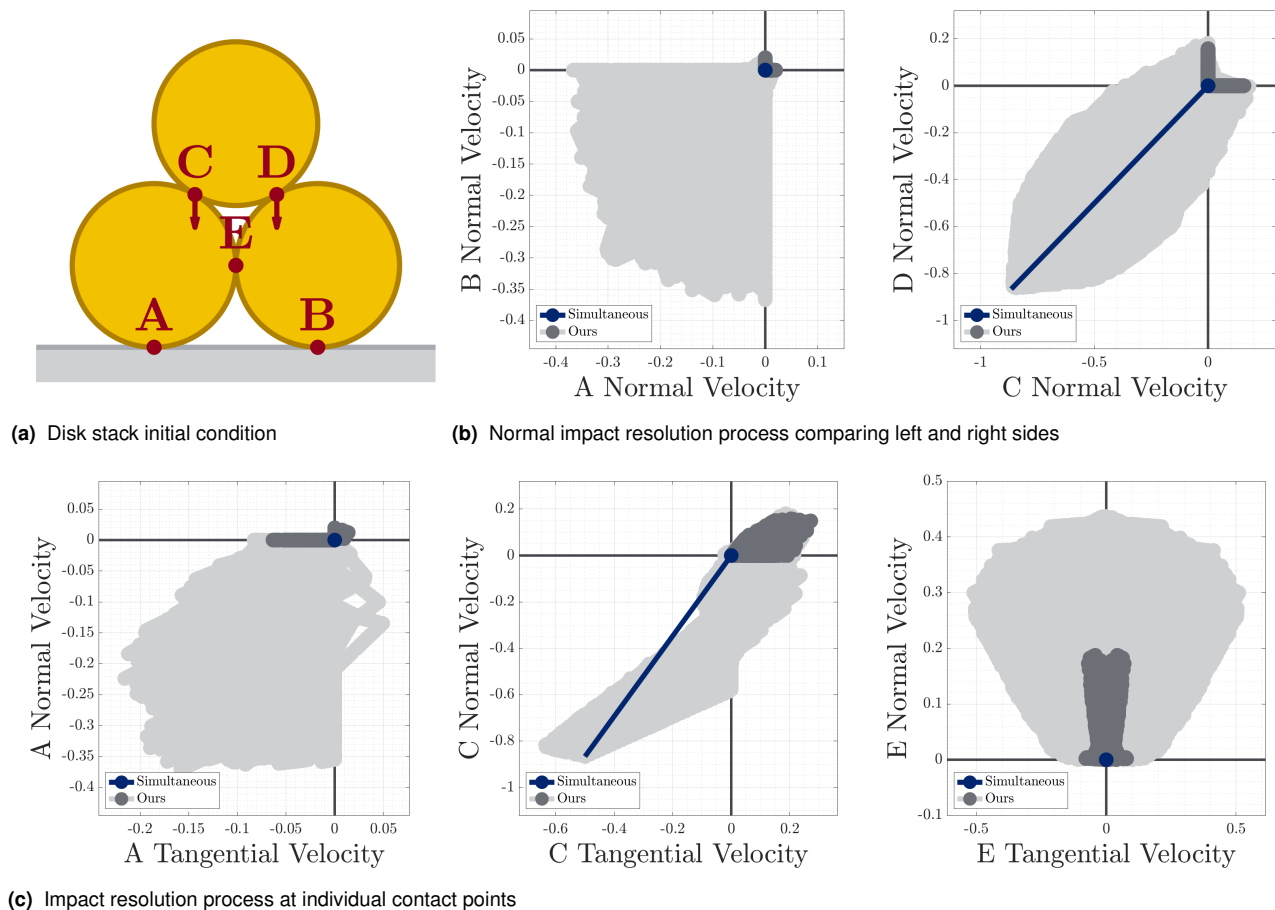 C
D
E
A
B
(a) Disk stack initial condition
0.05
0
-0.05
-0.1
-0.15
-0.2
-0.25
-0.3
-0.35
-0.4
B Normal Velocity
Simultaneous
Ours
-0.4
-0.3
-0.2
-0.1
0
0.1
A Normal Velocity
0.2
0
-0.2
-0.4
-0.6
-0.8
-1
D Normal Velocity
Simultaneous
Ours
-1
-0.5
0
C Normal Velocity
(b) Normal impact resolution process comparing left and right sides
0.05
0
-0.05
-0.1
-0.15
-0.2
-0.25
-0.3
-0.35
-0.4
A Normal Velocity
Simultaneous
Ours
-0.2
-0.15
-0.1
-0.05
0
0.05
A Tangential Velocity
0.2
0
-0.2
-0.4
-0.6
-0.8
-1
C Normal Velocity
Simultaneous
Ours
-0.6
-0.4
-0.2
0
0.2
C Tangential Velocity
0.5
0.4
0.3
0.2
0.1
0
-0.1
E Normal Velocity
Simultaneous
Ours
-0.5
0
0.5
E Tangential Velocity
(c) Impact resolution process at individual contact points